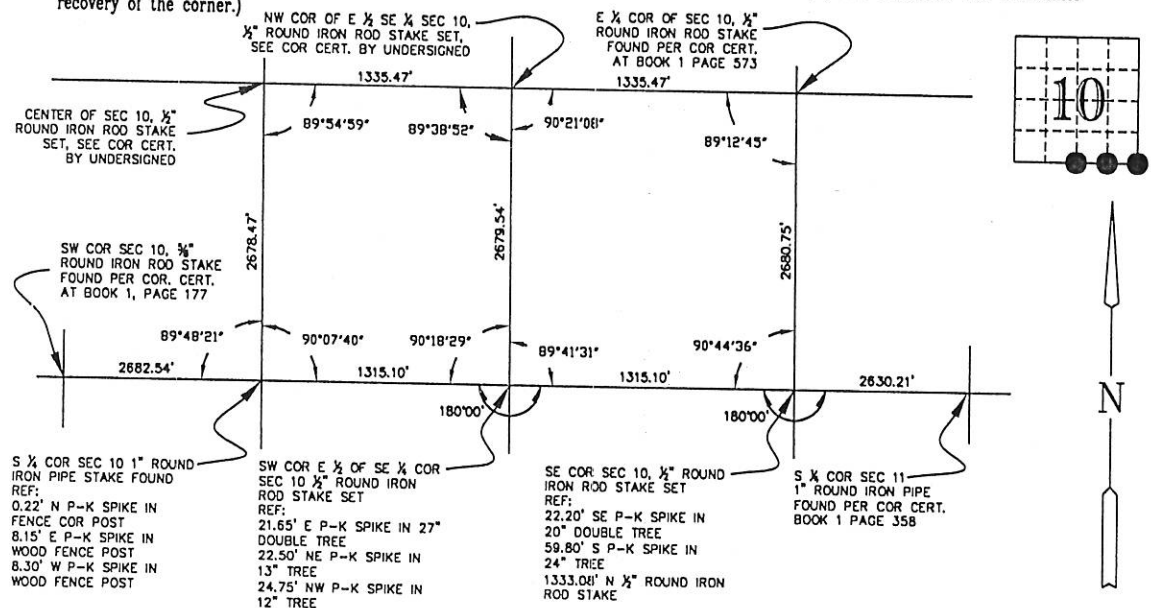 recovery of the corner.)
NW COR OF E ½ SE ¼ SEC 10,
½" ROUND IRON ROD STAKE SET,
SEE COR CERT. BY UNDERSIGNED
E ¼ COR OF SEC 10, ½"
ROUND IRON ROD STAKE
FOUND PER COR CERT.
AT BOOK 1 PAGE 573
1335.47'
1335.47'
10
CENTER OF SEC 10, ½"
ROUND IRON ROD STAKE
SET, SEE COR CERT.
BY UNDERSIGNED
89°54'59"
89°38'52"
90°21'08"
89°12'45"
2678.47'
2679.54'
2680.75'
SW COR SEC 10, ⅝"
ROUND IRON ROD STAKE
FOUND PER COR. CERT.
AT BOOK 1, PAGE 177
89°48'21"
90°07'40"
90°18'29"
89°41'31"
90°44'36"
2682.54'
1315.10'
1315.10'
2630.21'
180°00'
180°00'
N
S ¼ COR SEC 10 1" ROUND
IRON PIPE STAKE FOUND
REF:
0.22' N P-K SPIKE IN
FENCE COR POST
8.15' E P-K SPIKE IN
WOOD FENCE POST
8.30' W P-K SPIKE IN
WOOD FENCE POST
SW COR E ½ OF SE ¼ COR
SEC 10 ½" ROUND IRON
ROD STAKE SET
REF:
21.65' E P-K SPIKE IN 27"
DOUBLE TREE
22.50' NE P-K SPIKE IN
13" TREE
24.75' NW P-K SPIKE IN
12" TREE
SE COR SEC 10, ½" ROUND
IRON ROD STAKE SET
REF:
22.20' SE P-K SPIKE IN
20" DOUBLE TREE
59.80' S P-K SPIKE IN
24" TREE
1333.08' N ½" ROUND IRON
ROD STAKE
S ¼ COR SEC 11
1" ROUND IRON PIPE
FOUND PER COR CERT.
BOOK 1 PAGE 358